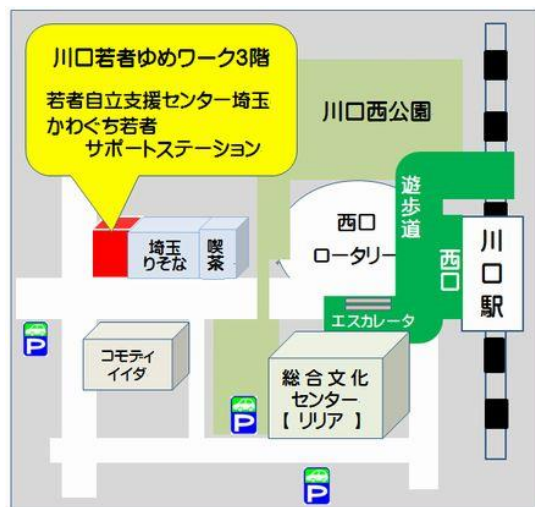 川口若者ゆめワーク3階
若者自立支援センター埼玉
かわぐち若者
サポートステーション
川口西公園
遊歩道
西口
ロータリー
西口
川口駅
埼玉
りそな
喫茶
エスカレータ
コモディ
イイダ
総合文化
センター
【 リリア 】
P
P
P